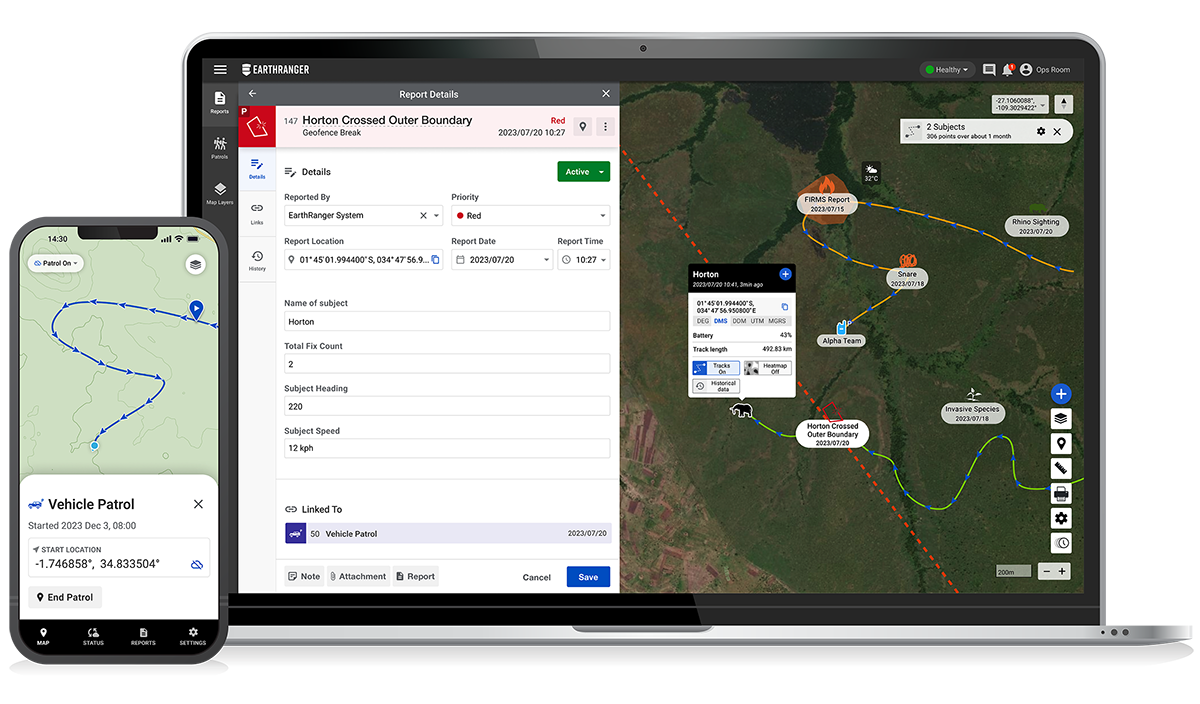 EARTHRANGER
Healthy
1
Ops Room
Reports
Patrols
Map Layers
Report Details
P
147 Horton Crossed Outer Boundary
Geofence Break
Red
2023/07/20 10:27
Details
Links
History
Details
Active
Reported By
EarthRanger System
Priority
Red
Report Location
01°45'01.994400"S, 034°47'56.9...
Report Date
2023/07/20
Report Time
10:27
Name of subject
Horton
Total Fix Count
2
Subject Heading
220
Subject Speed
12 kph
Linked To
50 Vehicle Patrol
2023/07/20
Note
Attachment
Report
Cancel
Save
-27.1060088°,
-109.3029422°
2 Subjects
306 points over about 1 month
32°C
FIRMS Report
2023/07/15
Rhino Sighting
2023/07/20
Snare
2023/07/18
Alpha Team
Horton
2023/07/20 10:41, 3min ago
01°45'01.994400"S,
034°47'56.950800"E
DEG DMS DDM UTM MGRS
Battery 43%
Track length 492.83 km
Tracks
On
Heatmap
Off
Historical
data
Horton Crossed
Outer Boundary
2023/07/20
Invasive Species
2023/07/18
200m
14:30
Patrol On
Vehicle Patrol
Started 2023 Dec 3, 08:00
START LOCATION
-1.746858°, 34.833504°
End Patrol
MAP
STATUS
REPORTS
SETTINGS